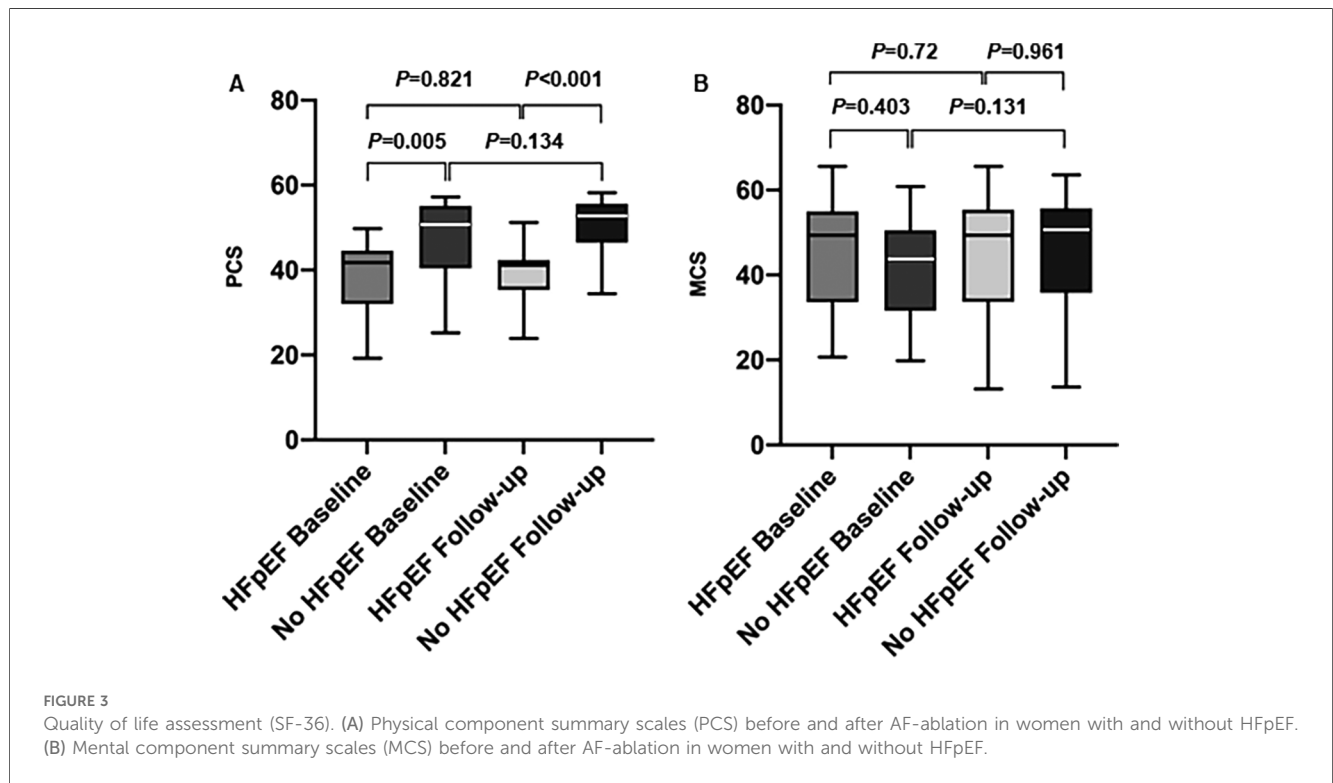 A
P=0.821
P<0.001
P=0.005
P=0.134
80
60
40
20
0
PCS
HFpEF Baseline
No HFpEF Baseline
HFpEF Follow-up
No HFpEF Follow-up
B
P=0.72
P=0.961
P=0.403
P=0.131
80
60
40
20
0
MCS
HFpEF Baseline
No HFpEF Baseline
HFpEF Follow-up
No HFpEF Follow-up
FIGURE 3
Quality of life assessment (SF-36). (A) Physical component summary scales (PCS) before and after AF-ablation in women with and without HFpEF.
(B) Mental component summary scales (MCS) before and after AF-ablation in women with and without HFpEF.